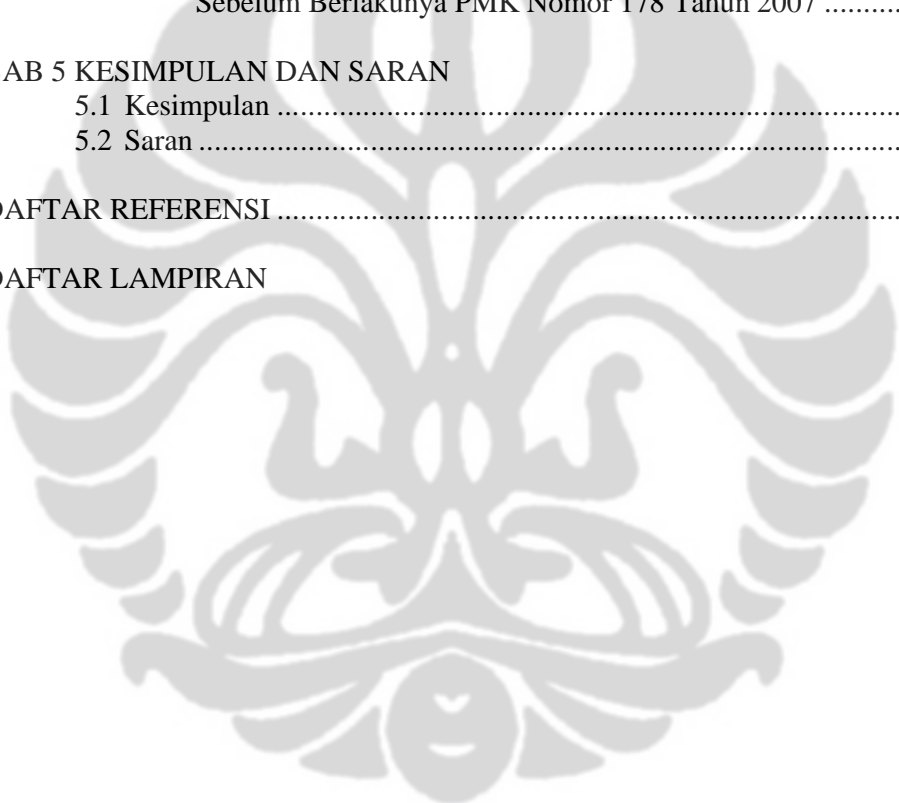 Sebelum Berlakunya PMK Nomor 178 Tahun 2007 ..........
AB 5 KESIMPULAN DAN SARAN
5.1 Kesimpulan ....................................................................................
5.2 Saran ................................................................................................
DAFTAR REFERENSI .....................................................................................
DAFTAR LAMPIRAN